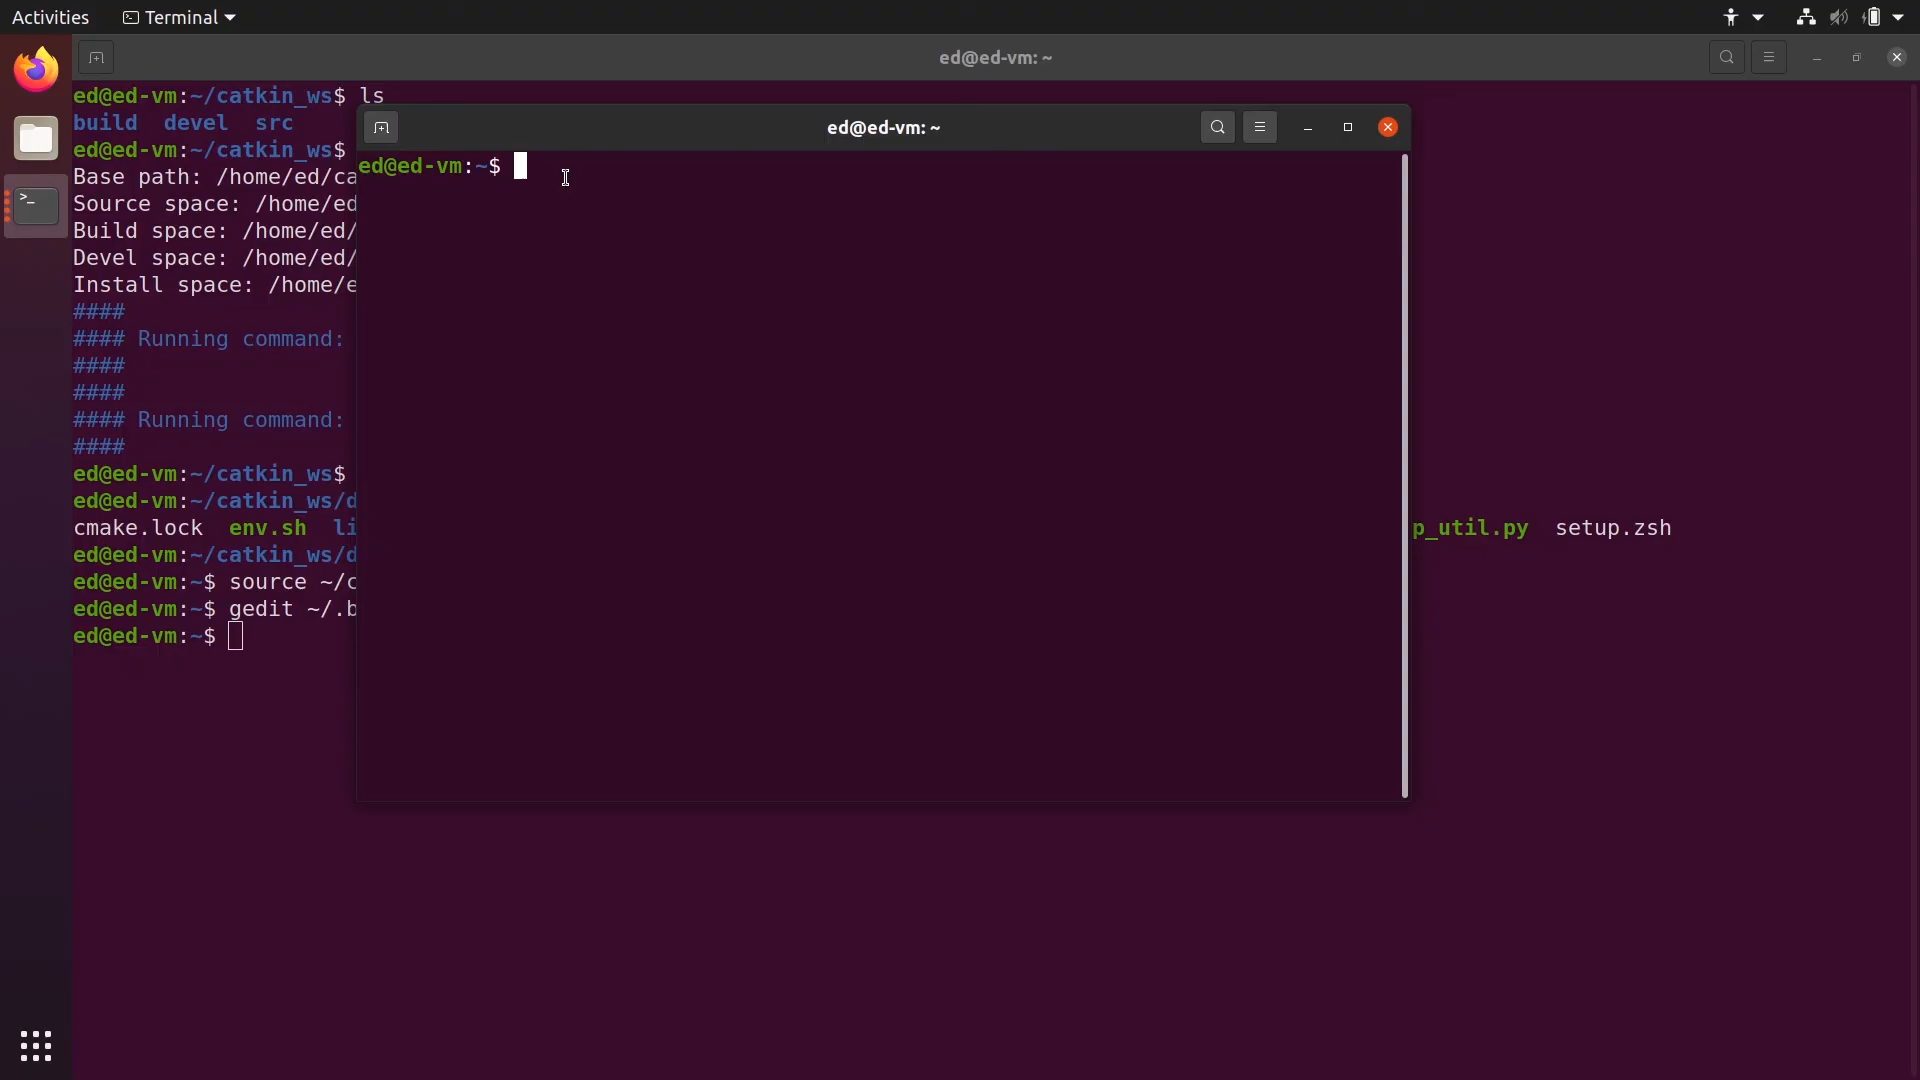 Activities
Terminal
ed@ed-vm: ~
ed@ed-vm:~/catkin_ws$ ls
build devel src
ed@ed-vm:~/catkin_ws$
Base path: /home/ed/ca
Source space: /home/ed
Build space: /home/ed/
Devel space: /home/ed/
Install space: /home/e
####
#### Running command:
####
####
#### Running command:
####
ed@ed-vm:~/catkin_ws$
ed@ed-vm:~/catkin_ws/d
cmake.lock env.sh li p_util.py setup.zsh
ed@ed-vm:~/catkin_ws/d
ed@ed-vm:~$ source ~/c
ed@ed-vm:~$ gedit ~/.b
ed@ed-vm:~$
ed@ed-vm: ~
ed@ed-vm:~$